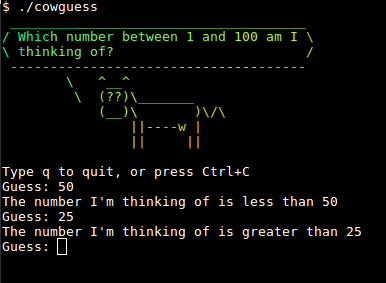 $ ./cowguess
 _____________________________________
/ Which number between 1 and 100 am I \
\ thinking of?                        /
 -------------------------------------
        \   ^__^
         \  (??)\_______
            (__)\       )\/\
                ||----w |
                ||     ||
Type q to quit, or press Ctrl+C
Guess: 50
The number I'm thinking of is less than 50
Guess: 25
The number I'm thinking of is greater than 25
Guess: